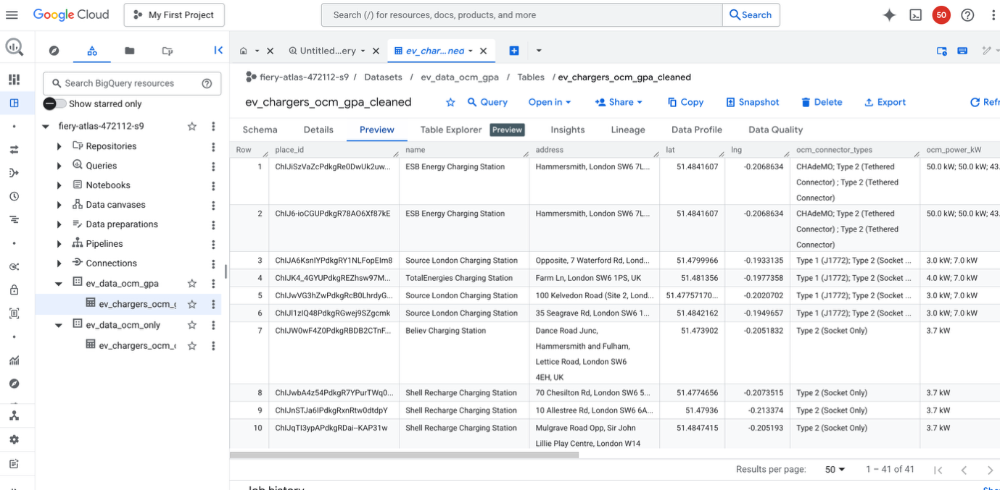 Google Cloud My First Project Search (/) for resources, docs, products, and more Search 50
Untitled...ery ev_char...ned
Search BigQuery resources
Show starred only
fiery-atlas-472112-s9
Repositories
Queries
Notebooks
Data canvases
Data preparations
Pipelines
Connections
ev_data_ocm_gpa
ev_chargers_ocm_g
ev_data_ocm_only
ev_chargers_ocm_c
fiery-atlas-472112-s9 / Datasets / ev_data_ocm_gpa / Tables / ev_chargers_ocm_gpa_cleaned
ev_chargers_ocm_gpa_cleaned Query Open in Share Copy Snapshot Delete Export Refr
Schema Details Preview Table Explorer Preview Insights Lineage Data Profile Data Quality
Row place_id name address lat lng ocm_connector_types ocm_power_kW
1 ChIJiSzVaZcPdkgRe0DwUk2uw... ESB Energy Charging Station Hammersmith, London SW6 7L... 51.4841607 -0.2068634 CHAdeMO; Type 2 (Tethered 50.0 kW; 50.0 kW; 43.
Connector) ; Type 2 (Tethered
Connector)
2 ChIJ6-ioCGUPdkgR78AO6Xf87kE ESB Energy Charging Station Hammersmith, London SW6 7L... 51.4841607 -0.2068634 CHAdeMO; Type 2 (Tethered 50.0 kW; 50.0 kW; 43.
Connector) ; Type 2 (Tethered
Connector)
3 ChIJA6KsnIYPdkgRY1NLFopEIm8 Source London Charging Station Opposite, 7 Waterford Rd, Lond... 51.4799966 -0.1933135 Type 1 (J1772); Type 2 (Socket ... 3.0 kW; 7.0 kW
4 ChIJK4_4GYUPdkgREZhsw97M... TotalEnergies Charging Station Farm Ln, London SW6 1PS, UK 51.481356 -0.1977358 Type 1 (J1772); Type 2 (Socket ... 4.0 kW; 7.0 kW
5 ChIJwVG3hZwPdkgRcB0LhrdyG... Source London Charging Station 100 Kelvedon Road (Site 2, Lond... 51.47757170... -0.2020702 Type 1 (J1772); Type 2 (Socket ... 3.0 kW; 7.0 kW
6 ChIJl1zIQ48PdkgRGwej9SZgcmk Source London Charging Station 35 Seagrave Rd, London SW6 1... 51.4842162 -0.1949657 Type 1 (J1772); Type 2 (Socket ... 3.0 kW; 7.0 kW
7 ChIJW0wF4Z0PdkgRBDB2CTnF... Believ Charging Station Dance Road Junc, 51.473902 -0.2051832 Type 2 (Socket Only) 3.7 kW
Hammersmith and Fulham,
Lettice Road, London SW6
4EH, UK
8 ChIJwbA4z54PdkgR7YPurTWq0... Shell Recharge Charging Station 70 Chesilton Rd, London SW6 5... 51.4774656 -0.2073515 Type 2 (Socket Only) 3.7 kW
9 ChIJnSTJa6IPdkgRxnRtw0dtdpY Shell Recharge Charging Station 10 Allestree Rd, London SW6 6A... 51.47936 -0.213374 Type 2 (Socket Only) 3.7 kW
10 ChIJqTI3ypAPdkgRDai--KAP31w Shell Recharge Charging Station Mulgrave Road Opp, Sir John 51.4847415 -0.205193 Type 2 (Socket Only) 3.7 kW
Lillie Play Centre, London W14
Results per page: 50 1 – 41 of 41